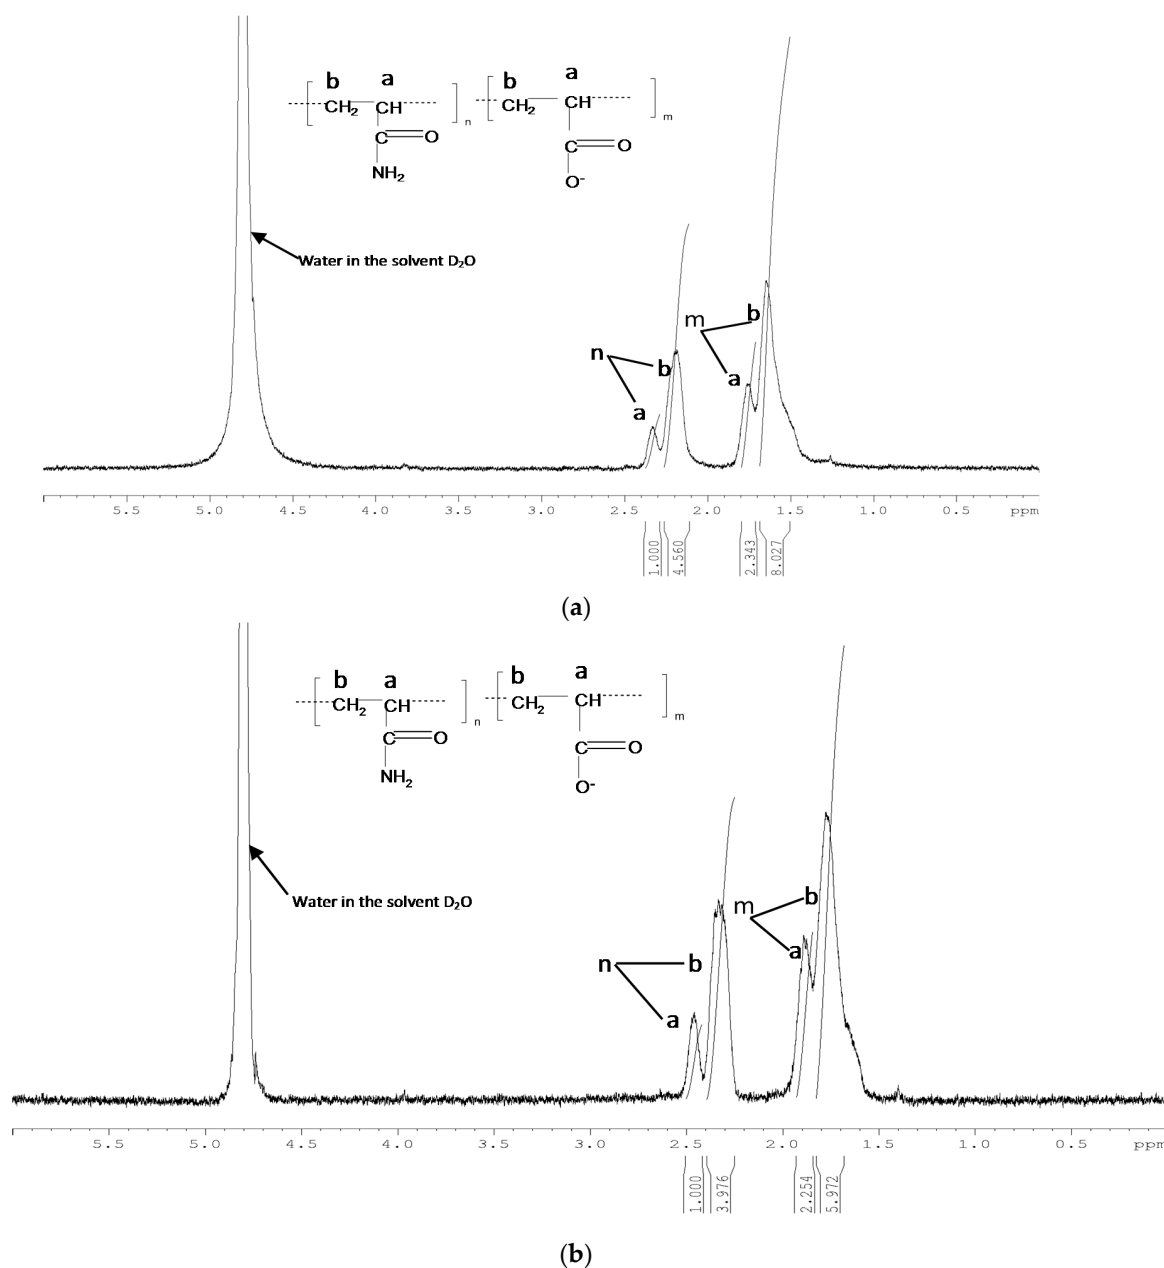 b a b a
CH₂ CH CH₂ CH
n m
C O C O
NH₂ O⁻
Water in the solvent D₂O
n a b
m a b
5.5 5.0 4.5 4.0 3.5 3.0 2.5 2.0 1.5 1.0 0.5 ppm
1.000 4.560 2.343 8.027
(a)
b a b a
CH₂ CH CH₂ CH
n m
C O C O
NH₂ O⁻
Water in the solvent D₂O
m b
a
n b
a
5.5 5.0 4.5 4.0 3.5 3.0 2.5 2.0 1.5 1.0 0.5 ppm
1.000 3.976 2.254 5.972
(b)